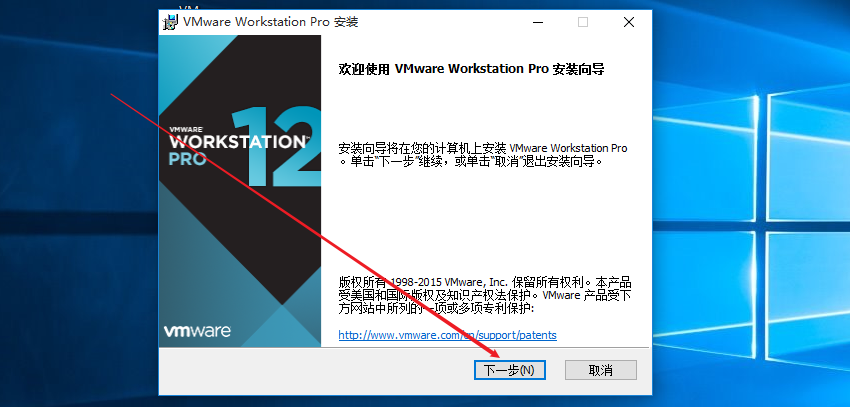 VMware Workstation Pro 安装
欢迎使用 VMware Workstation Pro 安装向导
VMWARE
WORKSTATION™
PRO
12
安装向导将在您的计算机上安装 VMware Workstation Pro
。单击“下一步”继续，或单击“取消”退出安装向导。
版权所有 1998-2015 VMware, Inc. 保留所有权利。本产品
受美国和国际版权及知识产权法保护。VMware 产品受下
方网站中所列的一项或多项专利保护:
http://www.vmware.com/cn/support/patents
vmware
下一步(N)
取消